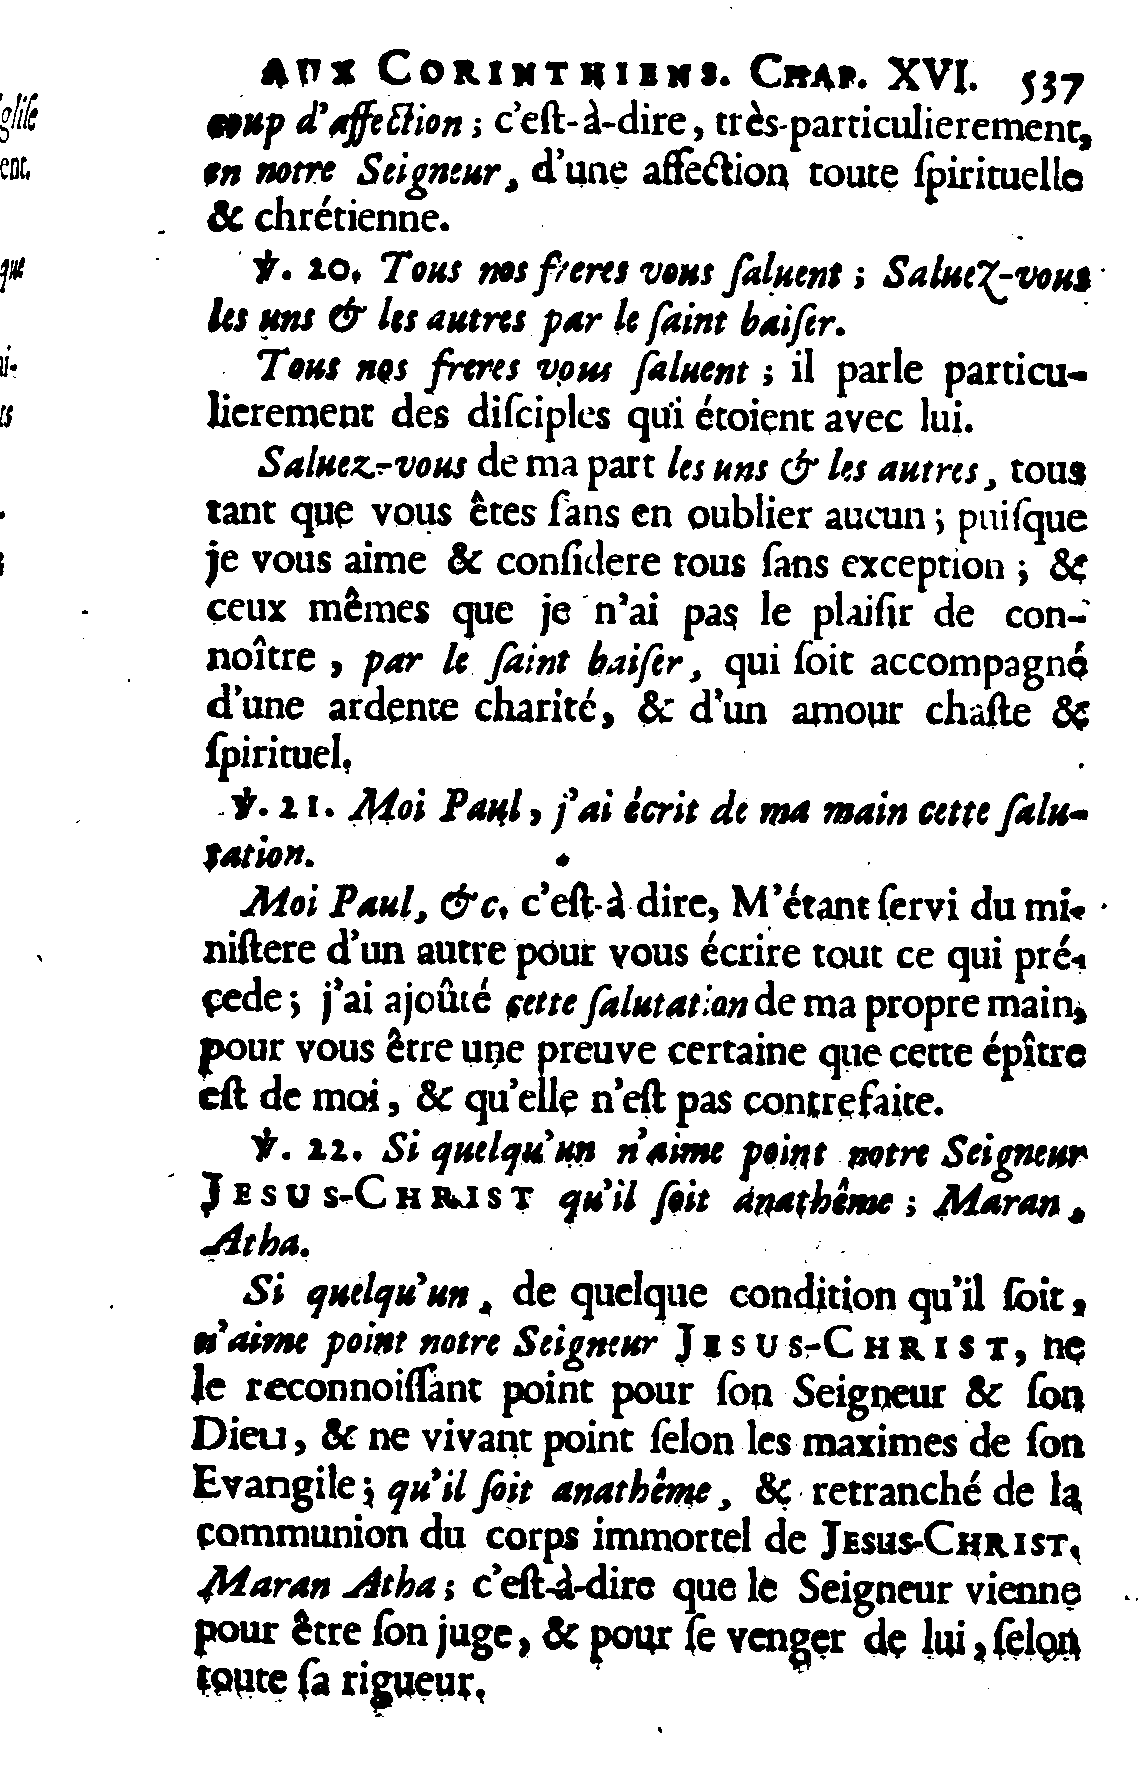 AUX CORINTHIENS. CHAP. XVI. 537
coup d'affection ; c'eſt-à-dire, très-particulierement,
en notre Seigneur, d'une affection toute ſpirituelle
& chrétienne.
℣. 20. Tous nos freres vous ſaluent ; Saluez-vous
les uns & les autres par le ſaint baiſer.
Tous nos freres vous ſaluent ; il parle particu-
lierement des diſciples qui étoient avec lui.
Saluez-vous de ma part les uns & les autres, tous
tant que vous êtes ſans en oublier aucun ; puiſque
je vous aime & conſidere tous ſans exception ; &
ceux mêmes que je n'ai pas le plaiſir de con-
noître, par le ſaint baiſer, qui ſoit accompagné
d'une ardente charité, & d'un amour chaſte &
ſpirituel.
℣. 21. Moi Paul, j'ai écrit de ma main cette ſalu-
tation.
Moi Paul, &c. c'eſt-à-dire, M'étant ſervi du mi-
niſtere d'un autre pour vous écrire tout ce qui pré-
cede ; j'ai ajoûté cette ſalutation de ma propre main,
pour vous être une preuve certaine que cette épître
eſt de moi, & qu'elle n'eſt pas contrefaite.
℣. 22. Si quelqu'un n'aime point notre Seigneur
JESUS-CHRIST qu'il ſoit anathême ; Maran,
Atha.
Si quelqu'un, de quelque condition qu'il ſoit,
n'aime point notre Seigneur JESUS-CHRIST, ne
le reconnoiſſant point pour ſon Seigneur & ſon
Dieu, & ne vivant point ſelon les maximes de ſon
Evangile ; qu'il ſoit anathême, & retranché de la
communion du corps immortel de JESUS-CHRIST.
Maran Atha ; c'eſt-à-dire que le Seigneur vienne
pour être ſon juge, & pour ſe venger de lui, ſelon
toute ſa rigueur.